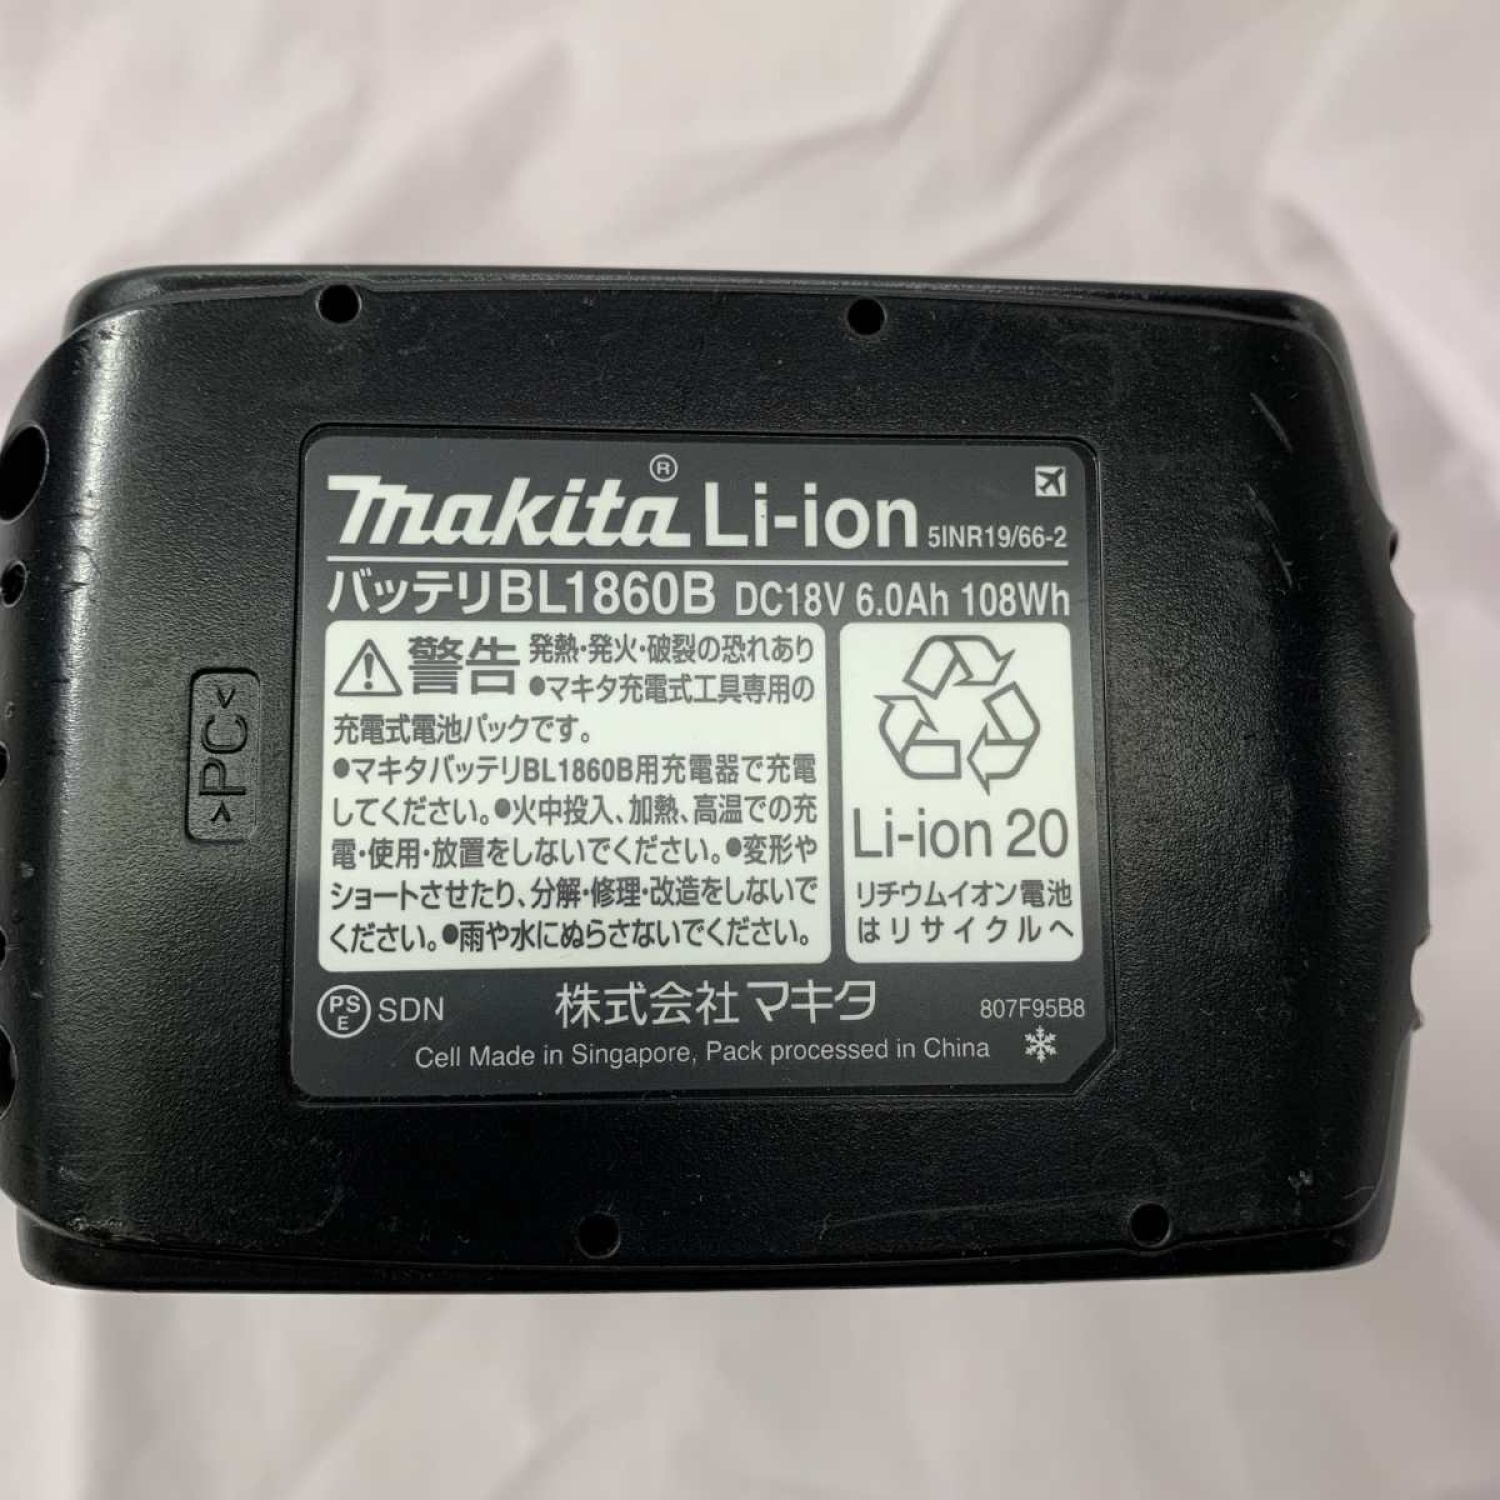 makita® Li-ion 5INR19/66-2
バッテリBL1860B DC18V 6.0Ah 108Wh
警告 発熱・発火・破裂の恐れあり
●マキタ充電式工具専用の
充電式電池パックです。
●マキタバッテリBL1860B用充電器で充電
してください。●火中投入、加熱、高温での充
電・使用・放置をしないでください。●変形や
ショートさせたり、分解・修理・改造をしないで
ください。●雨や水にぬらさないでください。
Li-ion 20
リチウムイオン電池
はリサイクルへ
PSE SDN 株式会社マキタ 807F95B8
Cell Made in Singapore, Pack processed in China
>PC<